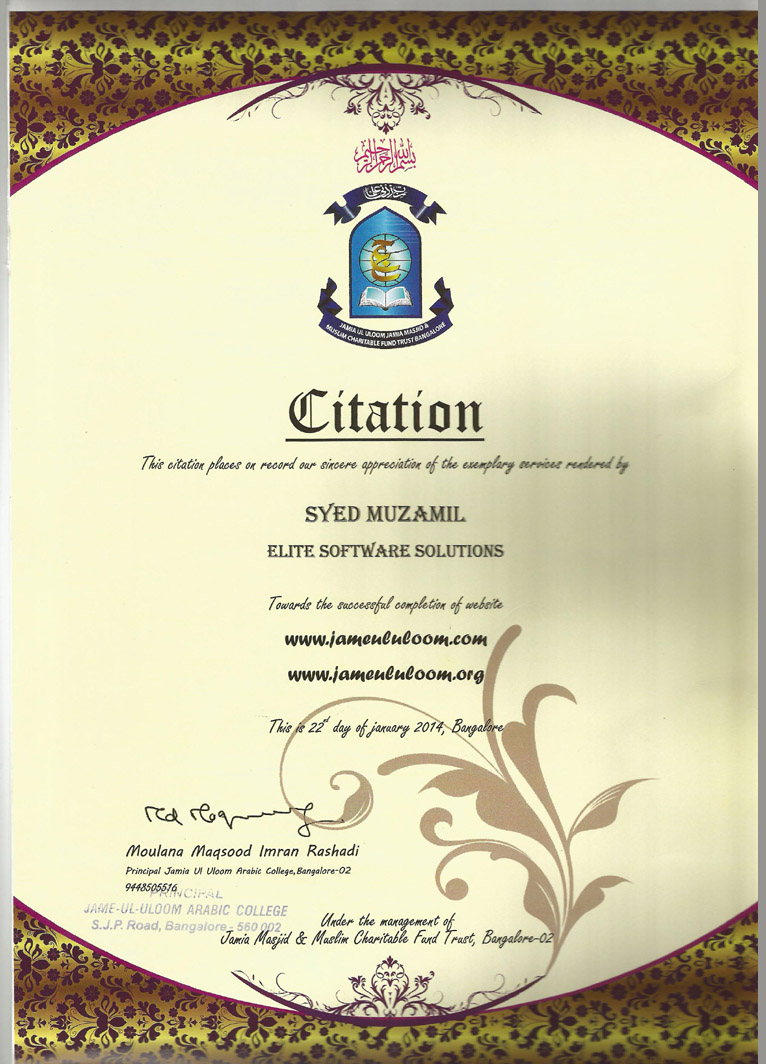 بسم الله الرحمن الرحيم
JAMIA UL ULOOM JAMIA MASJID &
MUSLIM CHARITABLE FUND TRUST BANGALORE
Citation
This citation places on record our sincere appreciation of the exemplary services rendered by
SYED MUZAMIL
ELITE SOFTWARE SOLUTIONS
Towards the successful completion of website
www.jameululoom.com
www.jameululoom.org
This is 22nd day of january 2014, Bangalore
Moulana Maqsood Imran Rashadi
Principal Jamia Ul Uloom Arabic College,Bangalore-02
9448505516
PRINCIPAL
JAME-UL-ULOOM ARABIC COLLEGE
S.J.P. Road, Bangalore - 560 002
Under the management of
Jamia Masjid & Muslim Charitable Fund Trust, Bangalore-02